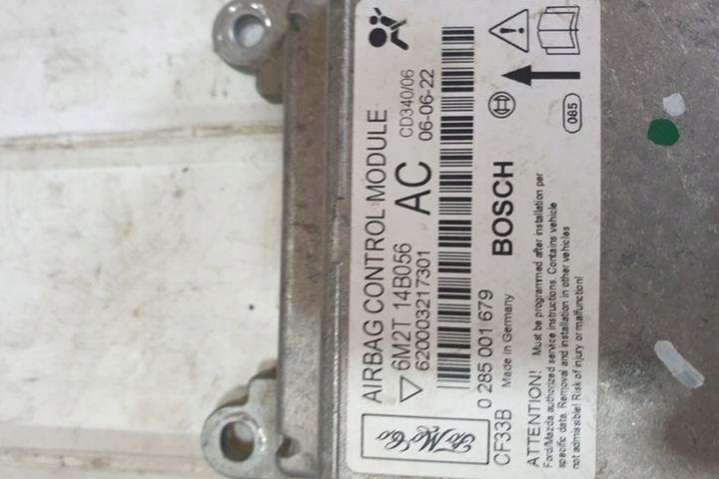 AIRBAG CONTROL MODULE
6M2T 14B056 AC CD340/06
620003217301 06-06-22
0 285 001 679
CF33B Made in Germany BOSCH
085
FoMoCo
ATTENTION! Must be programmed after installation per
Ford/Mazda authorized service instructions. Contains vehicle
specific data. Removal and installation in other vehicles
not admissible! Risk of injury or malfunction!